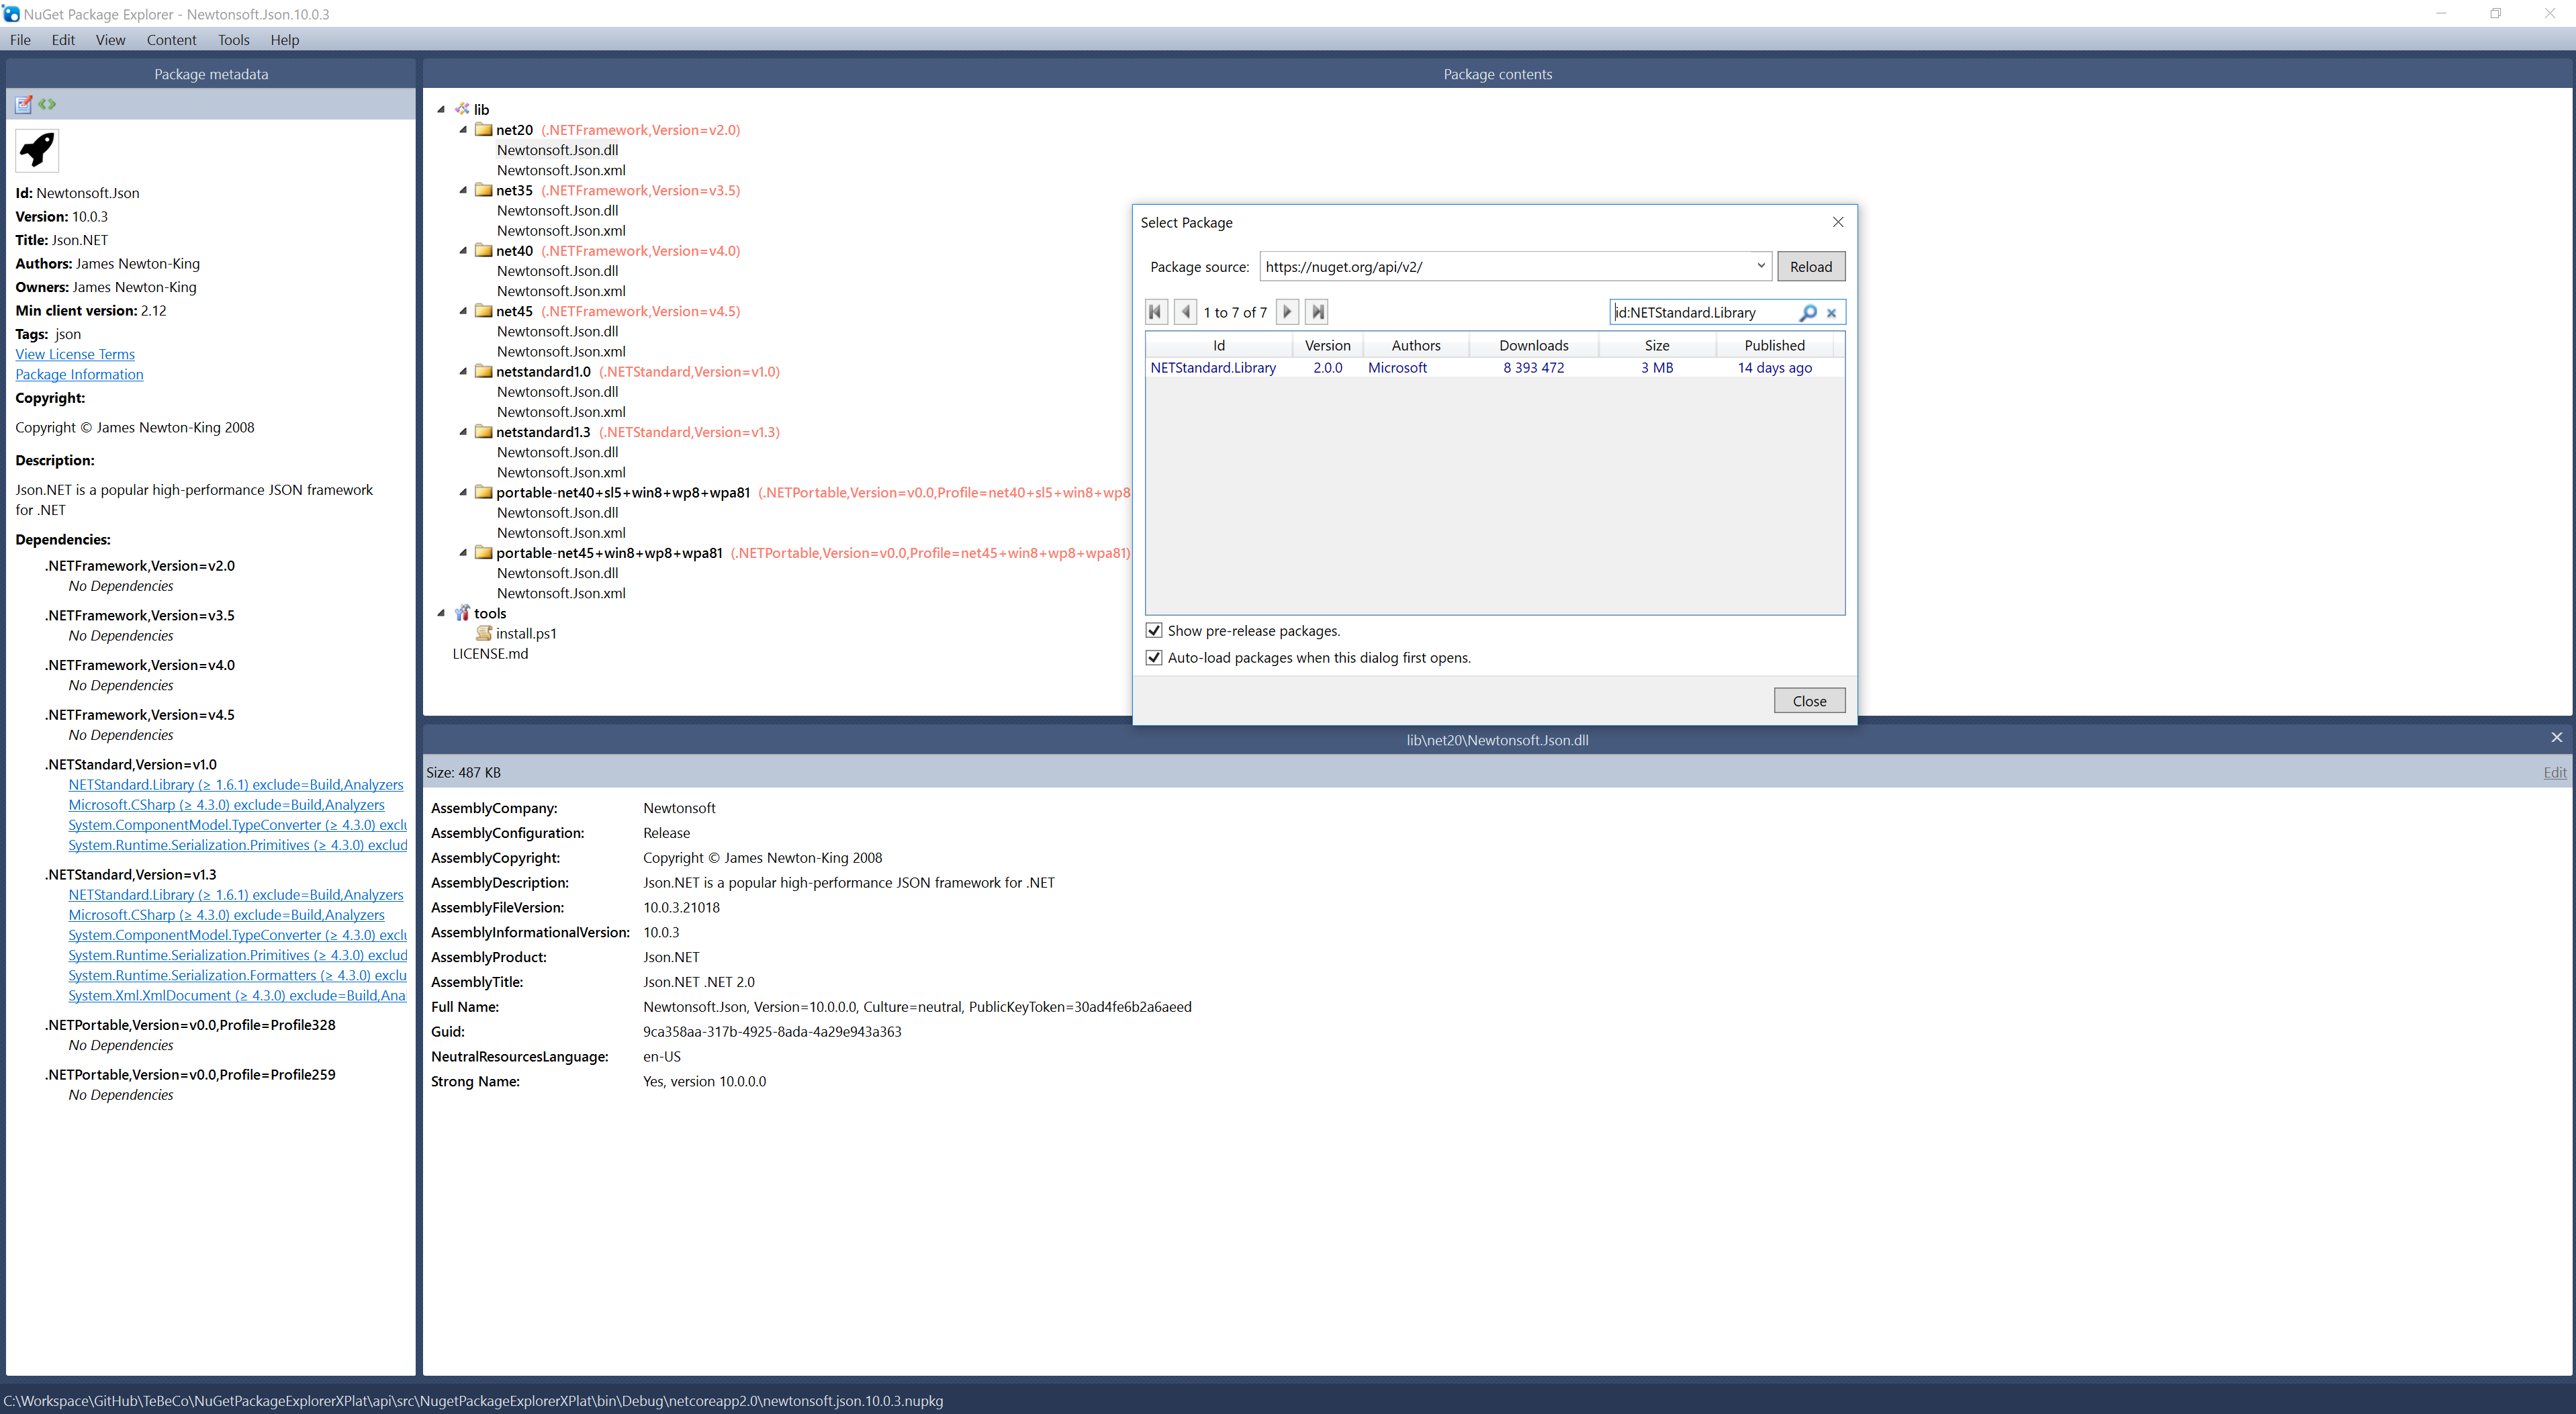 NuGet Package Explorer - Newtonsoft.Json.10.0.3
File Edit View Content Tools Help
Package metadata
Id: Newtonsoft.Json
Version: 10.0.3
Title: Json.NET
Authors: James Newton-King
Owners: James Newton-King
Min client version: 2.12
Tags: json
View License Terms
Package Information
Copyright:
Copyright © James Newton-King 2008
Description:
Json.NET is a popular high-performance JSON framework
for .NET
Dependencies:
.NETFramework,Version=v2.0
No Dependencies
.NETFramework,Version=v3.5
No Dependencies
.NETFramework,Version=v4.0
No Dependencies
.NETFramework,Version=v4.5
No Dependencies
.NETStandard,Version=v1.0
NETStandard.Library (≥ 1.6.1) exclude=Build,Analyzers
Microsoft.CSharp (≥ 4.3.0) exclude=Build,Analyzers
System.ComponentModel.TypeConverter (≥ 4.3.0) exclu
System.Runtime.Serialization.Primitives (≥ 4.3.0) exclud
.NETStandard,Version=v1.3
NETStandard.Library (≥ 1.6.1) exclude=Build,Analyzers
Microsoft.CSharp (≥ 4.3.0) exclude=Build,Analyzers
System.ComponentModel.TypeConverter (≥ 4.3.0) exclu
System.Runtime.Serialization.Primitives (≥ 4.3.0) exclud
System.Runtime.Serialization.Formatters (≥ 4.3.0) exclu
System.Xml.XmlDocument (≥ 4.3.0) exclude=Build,Ana
.NETPortable,Version=v0.0,Profile=Profile328
No Dependencies
.NETPortable,Version=v0.0,Profile=Profile259
No Dependencies
Package contents
lib
net20 (.NETFramework,Version=v2.0)
Newtonsoft.Json.dll
Newtonsoft.Json.xml
net35 (.NETFramework,Version=v3.5)
Newtonsoft.Json.dll
Newtonsoft.Json.xml
net40 (.NETFramework,Version=v4.0)
Newtonsoft.Json.dll
Newtonsoft.Json.xml
net45 (.NETFramework,Version=v4.5)
Newtonsoft.Json.dll
Newtonsoft.Json.xml
netstandard1.0 (.NETStandard,Version=v1.0)
Newtonsoft.Json.dll
Newtonsoft.Json.xml
netstandard1.3 (.NETStandard,Version=v1.3)
Newtonsoft.Json.dll
Newtonsoft.Json.xml
portable-net40+sl5+win8+wp8+wpa81 (.NETPortable,Version=v0.0,Profile=net40+sl5+win8+wp8
Newtonsoft.Json.dll
Newtonsoft.Json.xml
portable-net45+win8+wp8+wpa81 (.NETPortable,Version=v0.0,Profile=net45+win8+wp8+wpa81)
Newtonsoft.Json.dll
Newtonsoft.Json.xml
tools
install.ps1
LICENSE.md
Select Package
Package source: https://nuget.org/api/v2/ Reload
1 to 7 of 7 id:NETStandard.Library
Id Version Authors Downloads Size Published
NETStandard.Library 2.0.0 Microsoft 8 393 472 3 MB 14 days ago
Show pre-release packages.
Auto-load packages when this dialog first opens.
Close
lib\net20\Newtonsoft.Json.dll
Size: 487 KB Edit
AssemblyCompany: Newtonsoft
AssemblyConfiguration: Release
AssemblyCopyright: Copyright © James Newton-King 2008
AssemblyDescription: Json.NET is a popular high-performance JSON framework for .NET
AssemblyFileVersion: 10.0.3.21018
AssemblyInformationalVersion: 10.0.3
AssemblyProduct: Json.NET
AssemblyTitle: Json.NET .NET 2.0
Full Name: Newtonsoft.Json, Version=10.0.0.0, Culture=neutral, PublicKeyToken=30ad4fe6b2a6aeed
Guid: 9ca358aa-317b-4925-8ada-4a29e943a363
NeutralResourcesLanguage: en-US
Strong Name: Yes, version 10.0.0.0
C:\Workspace\GitHub\TeBeCo\NuGetPackageExplorerXPlat\api\src\NugetPackageExplorerXPlat\bin\Debug\netcoreapp2.0\newtonsoft.json.10.0.3.nupkg